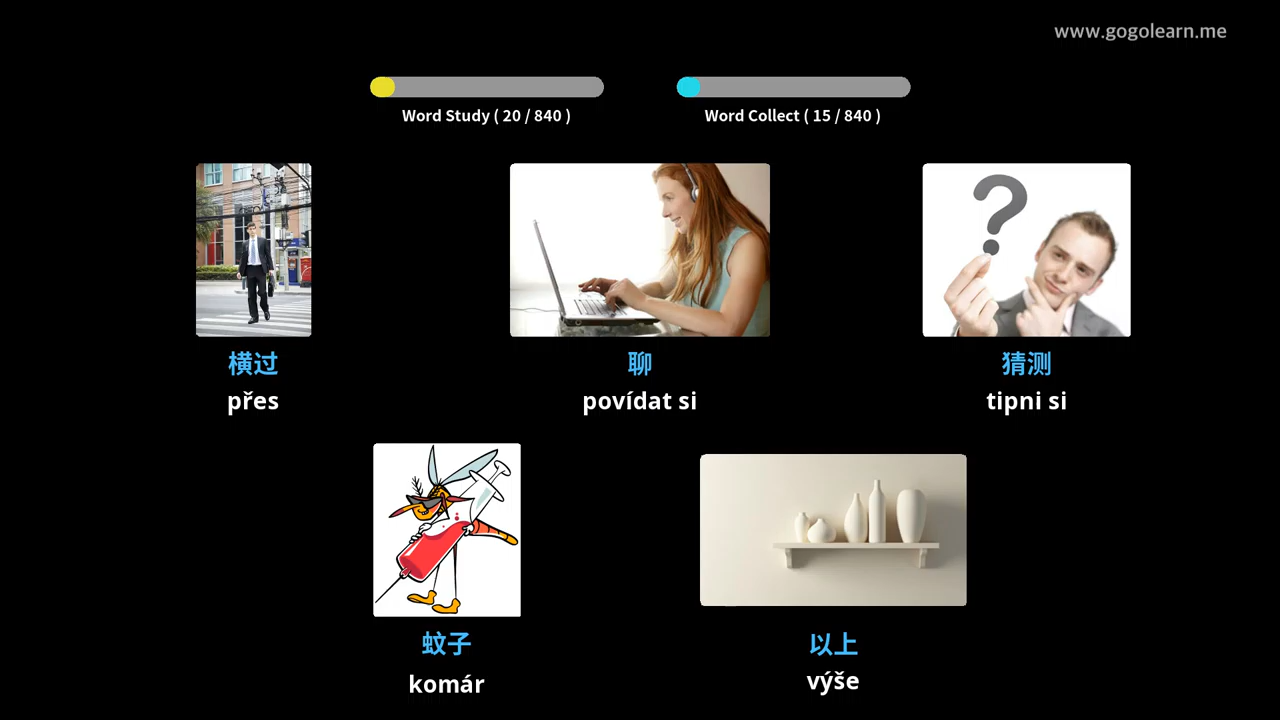 www.gogolearn.me
Word Study ( 20 / 840 )
Word Collect ( 15 / 840 )
横过
přes
聊
povídat si
猜测
tipni si
蚊子
komár
以上
výše